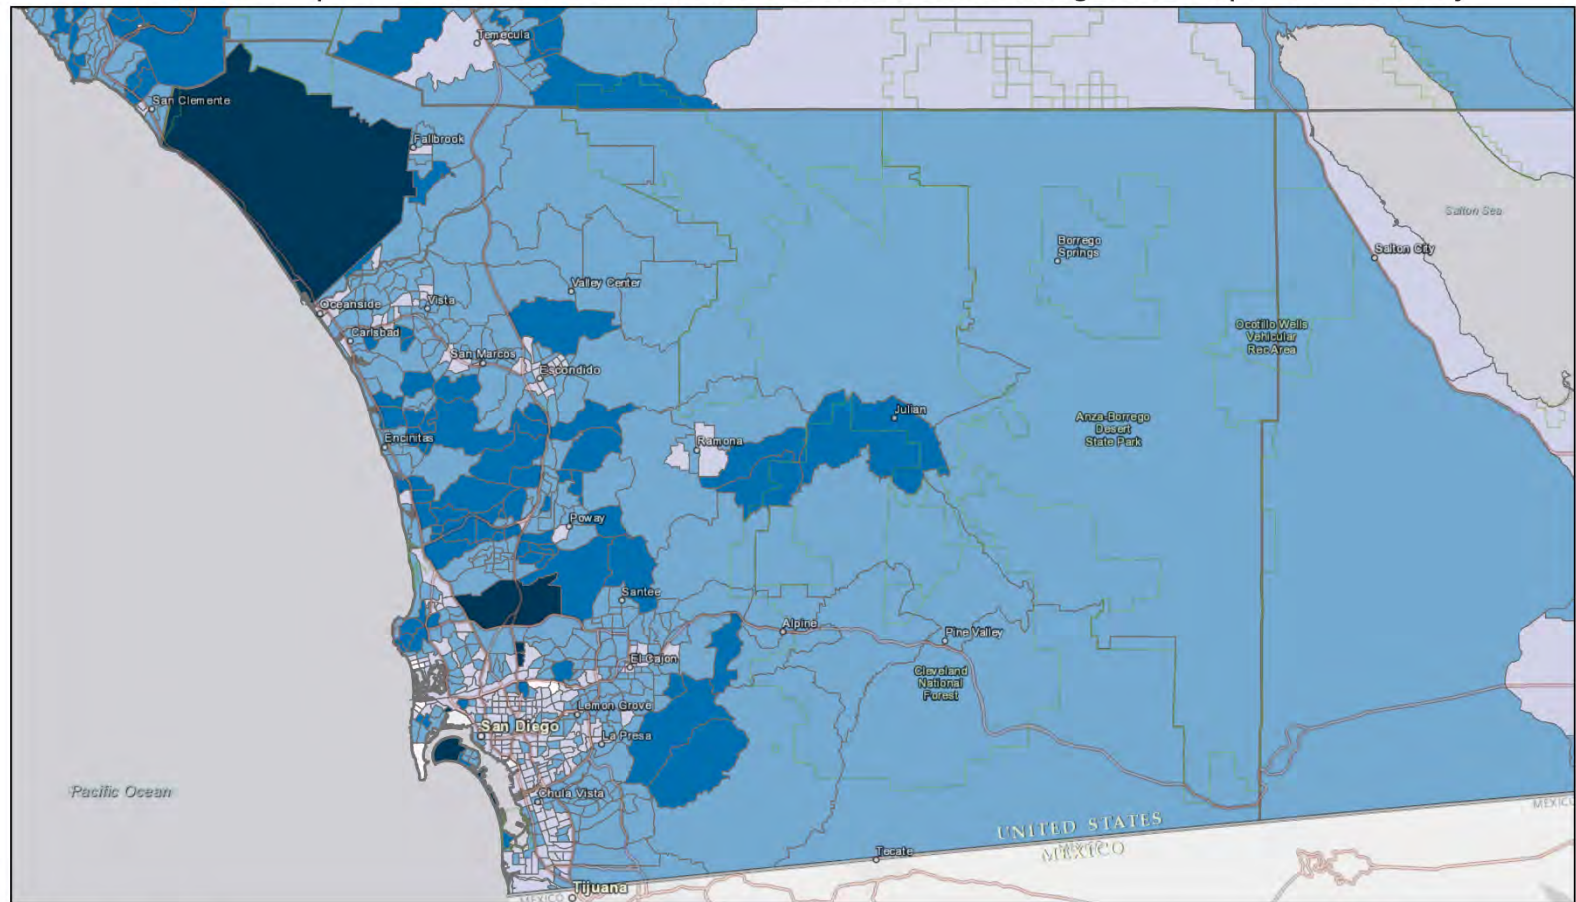 Temecula
San Clemente
Fallbrook
Salton Sea
Borrego
Springs
Salton City
Valley Center
Oceanside
Vista
Carlsbad
Ocotillo Wells
Vehicular
Rec Area
San Marcos
Escondido
Julian
Anza-Borrego
Desert
State Park
Encinitas
Ramona
Poway
Santee
Alpine
Pine Valley
El Cajon
Cleveland
National
Forest
Lemon Grove
San Diego
La Presa
Pacific Ocean
Chula Vista
UNITED STATES
MEXICO
MÉXICO
Tecate
Tijuana
MÉXICO